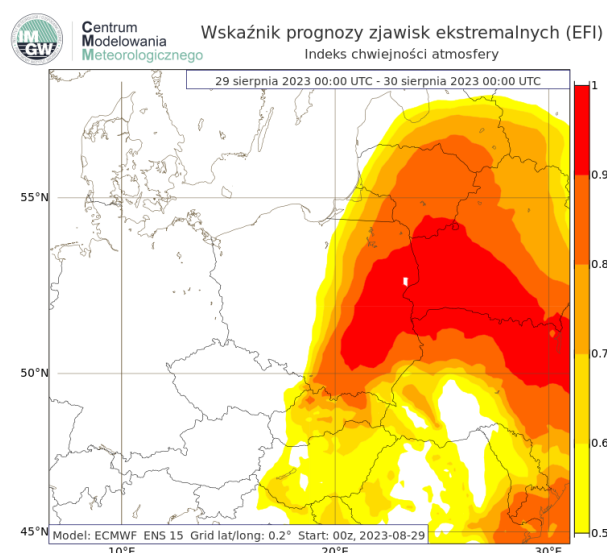 IMGW
Centrum
Modelowania
Meteorologicznego
Wskaźnik prognozy zjawisk ekstremalnych (EFI)
Indeks chwiejności atmosfery
29 sierpnia 2023 00:00 UTC - 30 sierpnia 2023 00:00 UTC
1
0.9
0.8
0.7
0.6
0.5
55°N
50°N
45°N
Model: ECMWF ENS 15 Grid lat/long: 0.2° Start: 00z, 2023-08-29
10°E
20°E
30°E